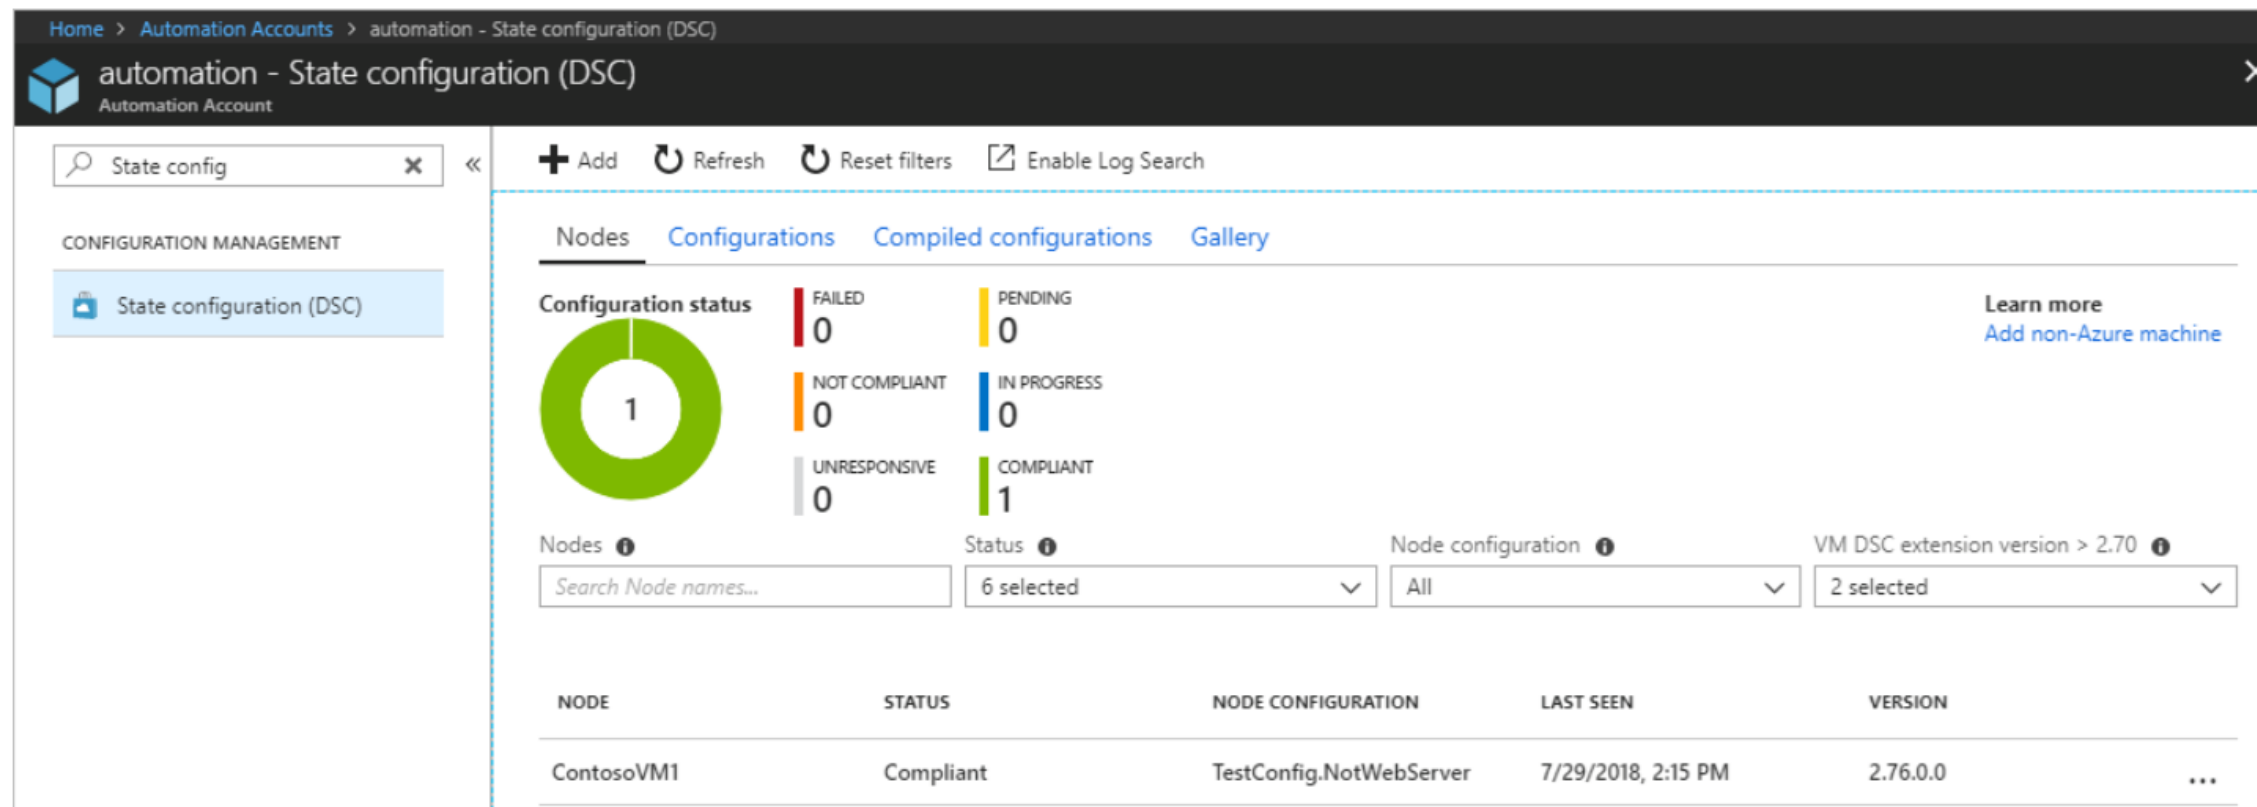 Home > Automation Accounts > automation - State configuration (DSC)
automation - State configuration (DSC)
Automation Account
State config
CONFIGURATION MANAGEMENT
State configuration (DSC)
Add Refresh Reset filters Enable Log Search
Nodes Configurations Compiled configurations Gallery
Configuration status
1
FAILED
0
PENDING
0
NOT COMPLIANT
0
IN PROGRESS
0
UNRESPONSIVE
0
COMPLIANT
1
Learn more
Add non-Azure machine
Nodes Status Node configuration VM DSC extension version > 2.70
Search Node names... 6 selected All 2 selected
NODE STATUS NODE CONFIGURATION LAST SEEN VERSION
ContosoVM1 Compliant TestConfig.NotWebServer 7/29/2018, 2:15 PM 2.76.0.0 ...